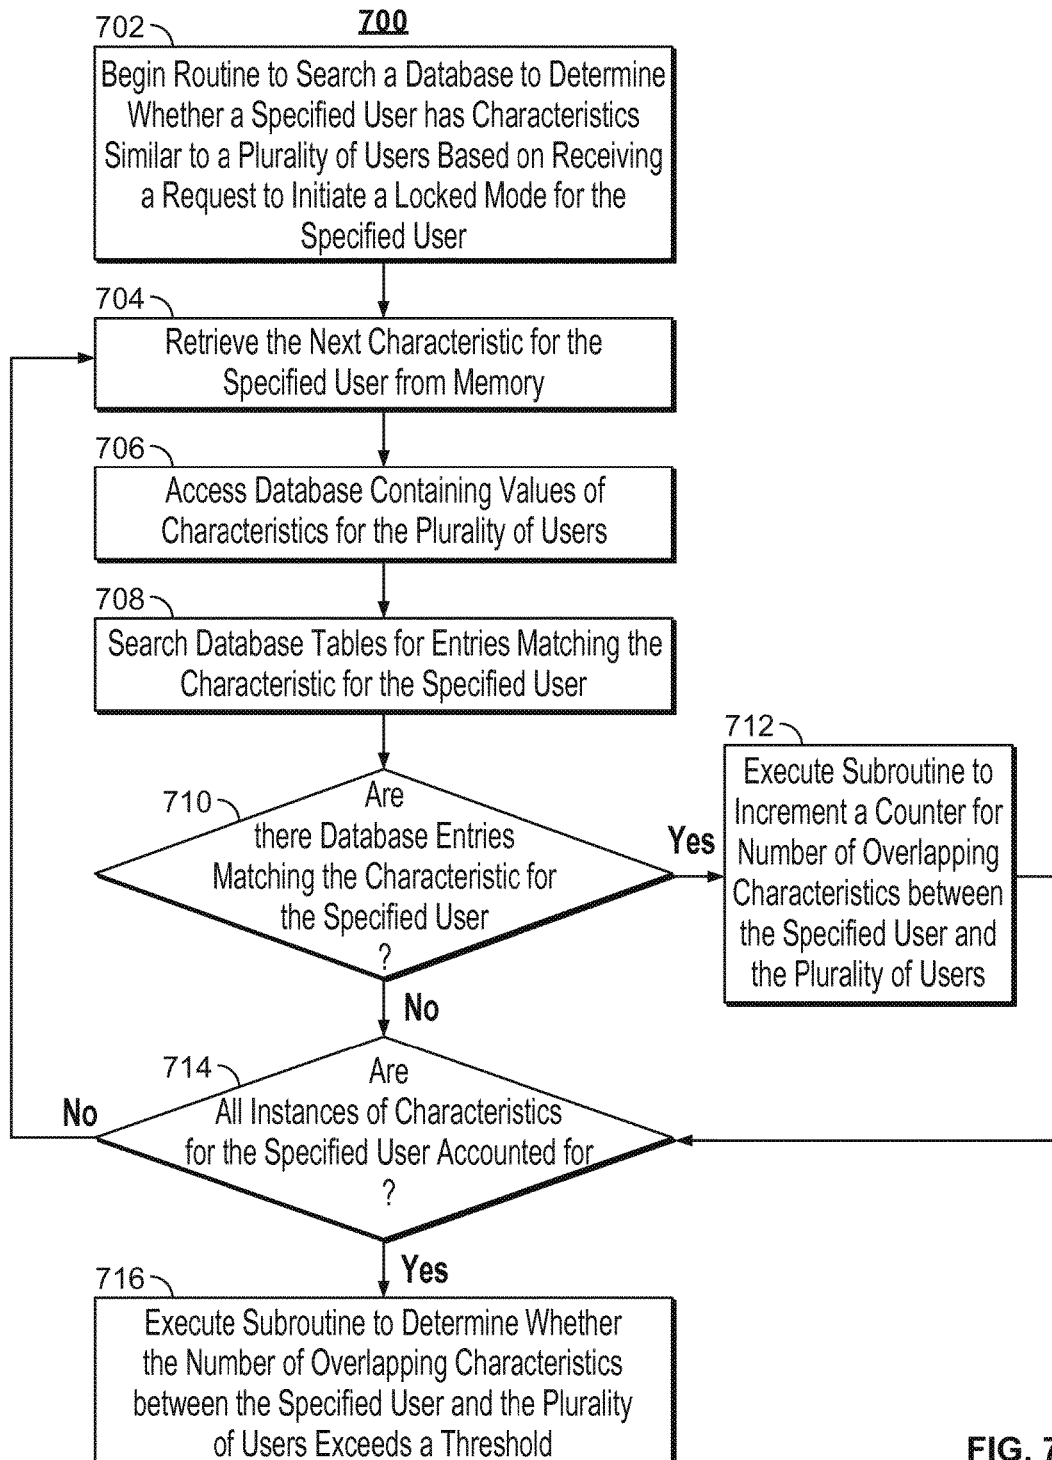 700
702
Begin Routine to Search a Database to Determine
Whether a Specified User has Characteristics
Similar to a Plurality of Users Based on Receiving
a Request to Initiate a Locked Mode for the
Specified User
704
Retrieve the Next Characteristic for the
Specified User from Memory
706
Access Database Containing Values of
Characteristics for the Plurality of Users
708
Search Database Tables for Entries Matching the
Characteristic for the Specified User
710
Are
there Database Entries
Matching the Characteristic for
the Specified User
?
Yes
712
Execute Subroutine to
Increment a Counter for
Number of Overlapping
Characteristics between
the Specified User and
the Plurality of Users
No
714
Are
All Instances of Characteristics
for the Specified User Accounted for
?
No
Yes
716
Execute Subroutine to Determine Whether
the Number of Overlapping Characteristics
between the Specified User and the Plurality
of Users Exceeds a Threshold
FIG. 7